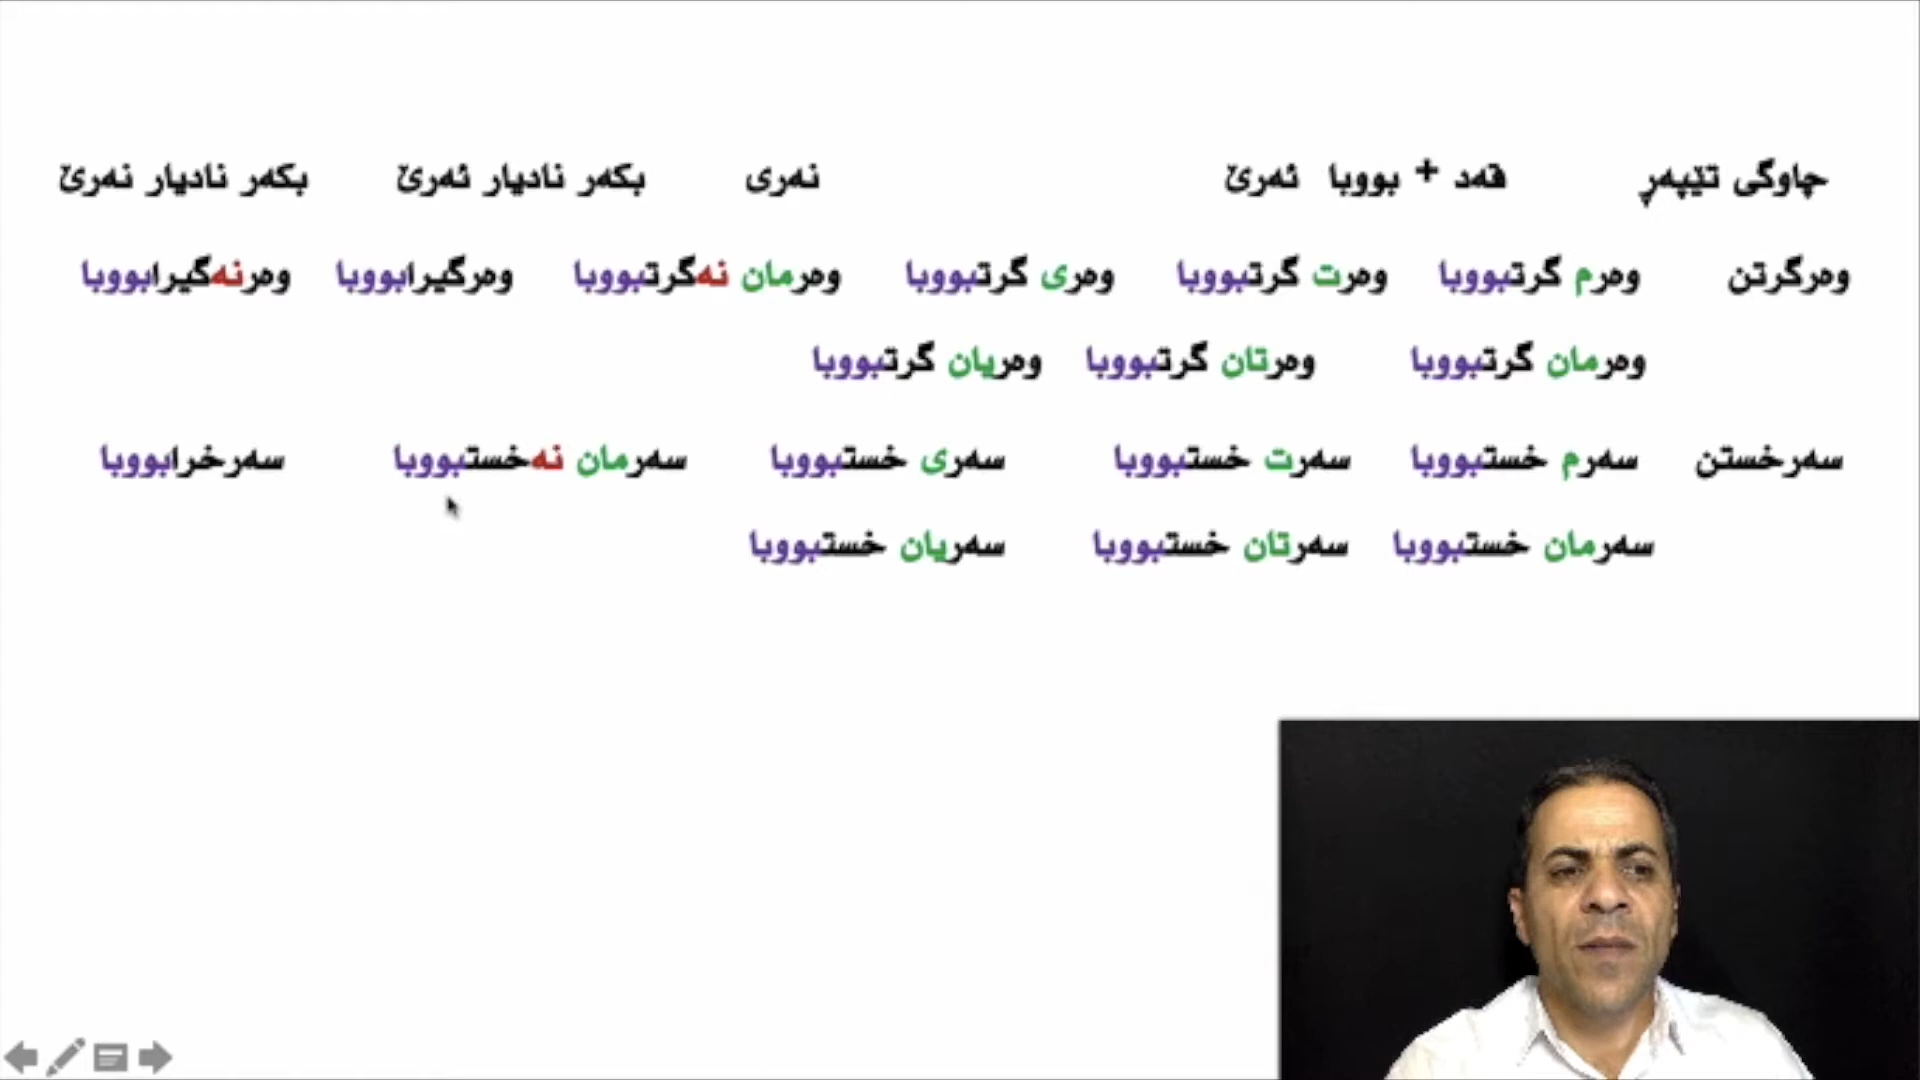 چاوگی تێپەڕ قەد + بووبا ئەرێ نەری بکەر نادیار ئەرێ بکەر نادیار نەرێ
وەرگرتن وەرم گرتبووبا وەرت گرتبووبا وەری گرتبووبا وەرمان نەگرتبووبا وەرگیرابووبا وەرنەگیرابووبا
وەرمان گرتبووبا وەرتان گرتبووبا وەریان گرتبووبا
سەرخستن سەرم خستبووبا سەرت خستبووبا سەری خستبووبا سەرمان نەخستبووبا سەرخرابووبا
سەرمان خستبووبا سەرتان خستبووبا سەریان خستبووبا